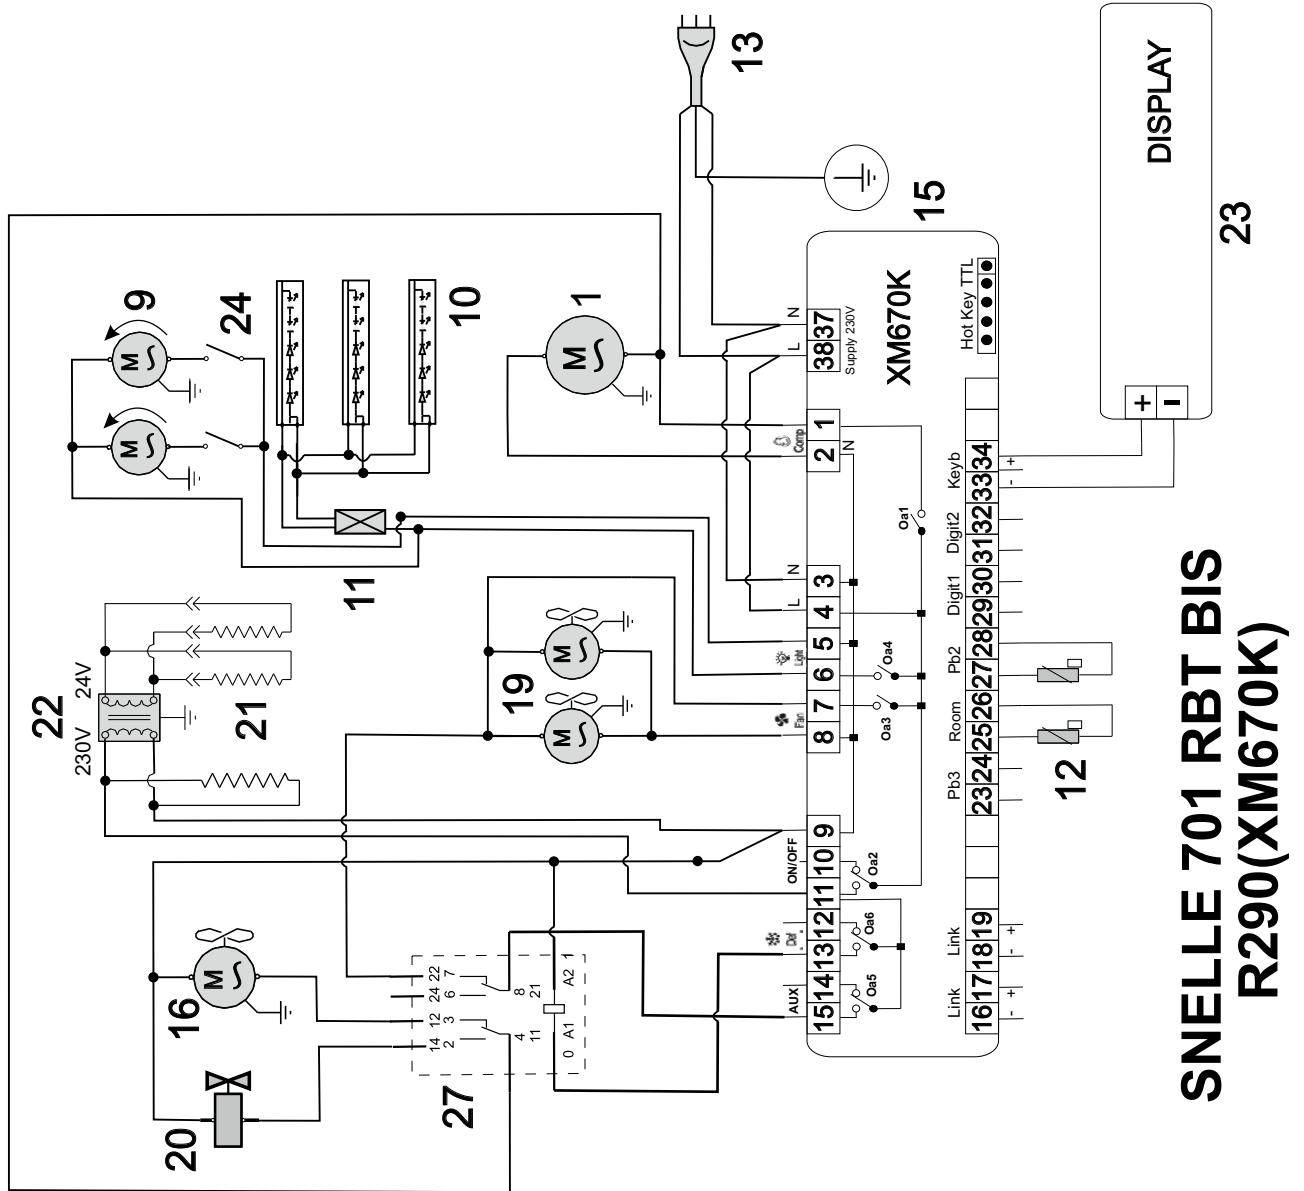 SNELLE 701 RBT BIS
R290(XM670K)
20
16
22
230V
24V
21
9
24
M
M
M
M
M
M
11
10
19
1
13
27
14
12
24
22
2
3
6
7
4
8
11
21
0
A1
A2
1
AUX
Def
ON/OFF
Fan
Light
L
N
Comp
N
L
N
15
14
13
12
11
10
9
8
7
6
5
4
3
2
1
38
37
Supply 230V
Oa5
Oa6
Oa2
Oa3
Oa4
Oa1
XM670K
15
Hot Key TTL
Link
Link
Pb3
Room
Pb2
Digit1
Digit2
Keyb
16
17
18
19
23
24
25
26
27
28
29
30
31
32
33
34
-
+
-
+
-
+
12
+
-
DISPLAY
23